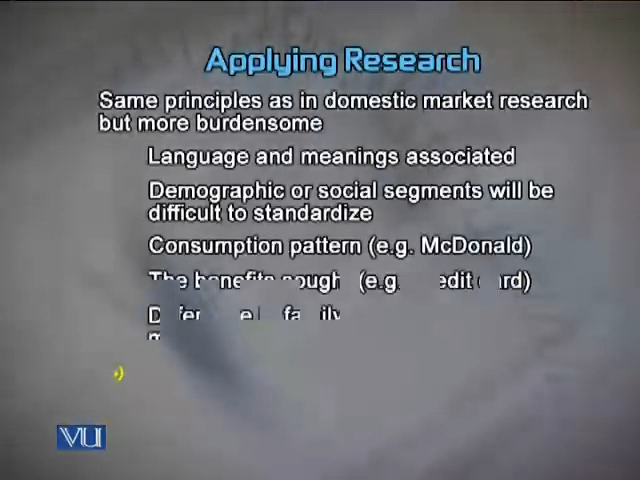 Applying Research
Same principles as in domestic market research
but more burdensome
Language and meanings associated
Demographic or social segments will be
difficult to standardize
Consumption pattern (e.g. McDonald)
The benefits (e.g.
VU